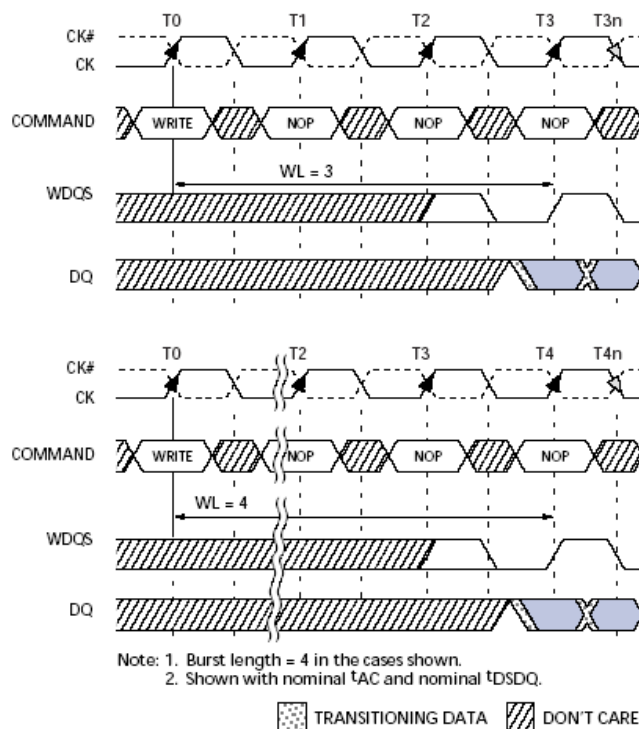 T0 T1 T2 T3 T3n
CK#
CK
COMMAND WRITE NOP NOP NOP
WL = 3
WDQS
DQ
T0 T2 T3 T4 T4n
CK#
CK
COMMAND WRITE NOP NOP NOP
WL = 4
WDQS
DQ
Note: 1. Burst length = 4 in the cases shown.
2. Shown with nominal tAC and nominal tDSDQ.
TRANSITIONING DATA DON'T CARE